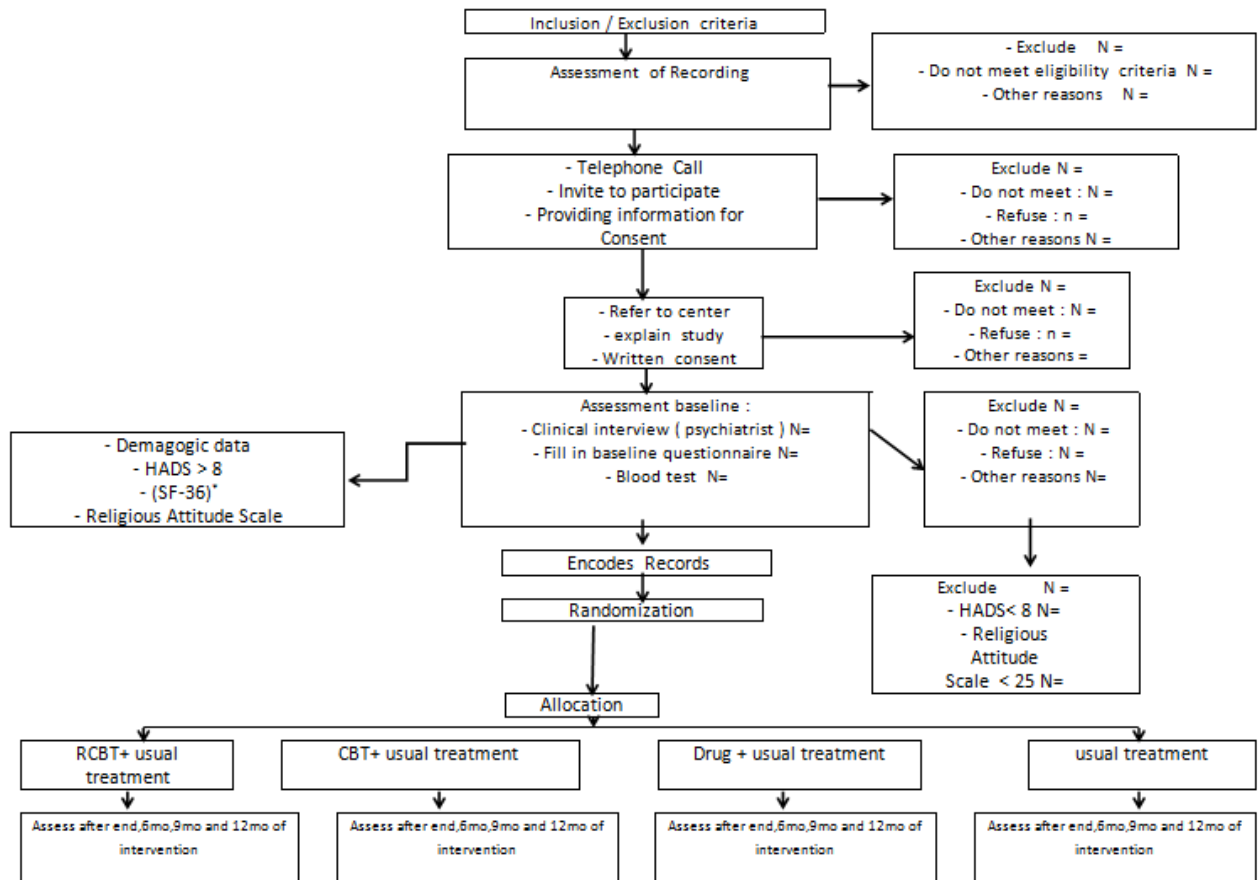 Inclusion / Exclusion criteria
Assessment of Recording
- Exclude N =
- Do not meet eligibility criteria N =
- Other reasons N =
- Telephone Call
- Invite to participate
- Providing information for
Consent
Exclude N =
- Do not meet : N =
- Refuse : n =
- Other reasons N =
- Refer to center
- explain study
- Written consent
Exclude N =
- Do not meet : N =
- Refuse : n =
- Other reasons =
Assessment baseline :
- Clinical interview ( psychiatrist ) N=
- Fill in baseline questionnaire N=
- Blood test N=
Exclude N =
- Do not meet : N =
- Refuse : N =
- Other reasons N=
- Demagogic data
- HADS > 8
- (SF-36)*
- Religious Attitude Scale
Encodes Records
Exclude N =
- HADS< 8 N=
- Religious
Attitude
Scale < 25 N=
Randomization
Allocation
RCBT+ usual
treatment
CBT+ usual treatment
Drug + usual treatment
usual treatment
Assess after end,6mo,9mo and 12mo of
intervention
Assess after end,6mo,9mo and 12mo of
intervention
Assess after end,6mo,9mo and 12mo of
intervention
Assess after end,6mo,9mo and 12mo of
intervention